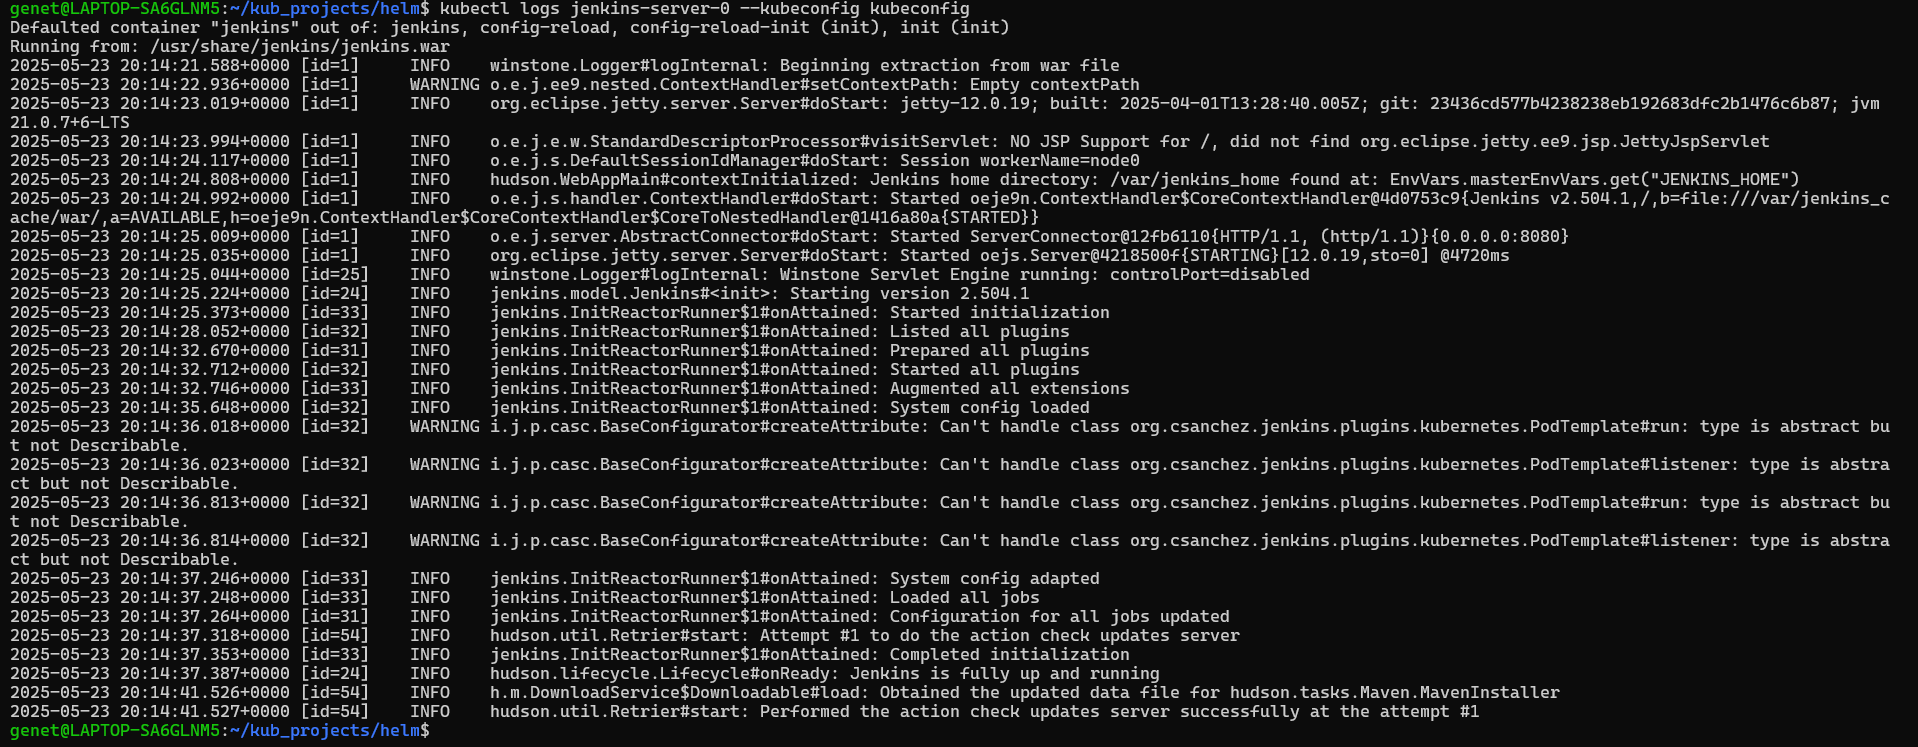 genet@LAPTOP-SA6GLNM5:~/kub_projects/helm$ kubectl logs jenkins-server-0 --kubeconfig kubeconfig
Defaulted container "jenkins" out of: jenkins, config-reload, config-reload-init (init), init (init)
Running from: /usr/share/jenkins/jenkins.war
2025-05-23 20:14:21.588+0000 [id=1]     INFO    winstone.Logger#logInternal: Beginning extraction from war file
2025-05-23 20:14:22.936+0000 [id=1]     WARNING o.e.j.ee9.nested.ContextHandler#setContextPath: Empty contextPath
2025-05-23 20:14:23.019+0000 [id=1]     INFO    org.eclipse.jetty.server.Server#doStart: jetty-12.0.19; built: 2025-04-01T13:28:40.005Z; git: 23436cd577b4238238eb192683dfc2b1476c6b87; jvm
21.0.7+6-LTS
2025-05-23 20:14:23.994+0000 [id=1]     INFO    o.e.j.e.w.StandardDescriptorProcessor#visitServlet: NO JSP Support for /, did not find org.eclipse.jetty.ee9.jsp.JettyJspServlet
2025-05-23 20:14:24.117+0000 [id=1]     INFO    o.e.j.s.DefaultSessionIdManager#doStart: Session workerName=node0
2025-05-23 20:14:24.808+0000 [id=1]     INFO    hudson.WebAppMain#contextInitialized: Jenkins home directory: /var/jenkins_home found at: EnvVars.masterEnvVars.get("JENKINS_HOME")
2025-05-23 20:14:24.992+0000 [id=1]     INFO    o.e.j.s.handler.ContextHandler#doStart: Started oeje9n.ContextHandler$CoreContextHandler@4d0753c9{Jenkins v2.504.1,/,b=file:///var/jenkins_c
ache/war/,a=AVAILABLE,h=oeje9n.ContextHandler$CoreContextHandler$CoreToNestedHandler@1416a80a{STARTED}}
2025-05-23 20:14:25.009+0000 [id=1]     INFO    o.e.j.server.AbstractConnector#doStart: Started ServerConnector@12fb6110{HTTP/1.1, (http/1.1)}{0.0.0.0:8080}
2025-05-23 20:14:25.035+0000 [id=1]     INFO    org.eclipse.jetty.server.Server#doStart: Started oejs.Server@4218500f{STARTING}[12.0.19,sto=0] @4720ms
2025-05-23 20:14:25.044+0000 [id=25]    INFO    winstone.Logger#logInternal: Winstone Servlet Engine running: controlPort=disabled
2025-05-23 20:14:25.224+0000 [id=24]    INFO    jenkins.model.Jenkins#<init>: Starting version 2.504.1
2025-05-23 20:14:25.373+0000 [id=33]    INFO    jenkins.InitReactorRunner$1#onAttained: Started initialization
2025-05-23 20:14:28.052+0000 [id=32]    INFO    jenkins.InitReactorRunner$1#onAttained: Listed all plugins
2025-05-23 20:14:32.670+0000 [id=31]    INFO    jenkins.InitReactorRunner$1#onAttained: Prepared all plugins
2025-05-23 20:14:32.712+0000 [id=32]    INFO    jenkins.InitReactorRunner$1#onAttained: Started all plugins
2025-05-23 20:14:32.746+0000 [id=33]    INFO    jenkins.InitReactorRunner$1#onAttained: Augmented all extensions
2025-05-23 20:14:35.648+0000 [id=32]    INFO    jenkins.InitReactorRunner$1#onAttained: System config loaded
2025-05-23 20:14:36.018+0000 [id=32]    WARNING i.j.p.casc.BaseConfigurator#createAttribute: Can't handle class org.csanchez.jenkins.plugins.kubernetes.PodTemplate#run: type is abstract bu
t not Describable.
2025-05-23 20:14:36.023+0000 [id=32]    WARNING i.j.p.casc.BaseConfigurator#createAttribute: Can't handle class org.csanchez.jenkins.plugins.kubernetes.PodTemplate#listener: type is abstra
ct but not Describable.
2025-05-23 20:14:36.813+0000 [id=32]    WARNING i.j.p.casc.BaseConfigurator#createAttribute: Can't handle class org.csanchez.jenkins.plugins.kubernetes.PodTemplate#run: type is abstract bu
t not Describable.
2025-05-23 20:14:36.814+0000 [id=32]    WARNING i.j.p.casc.BaseConfigurator#createAttribute: Can't handle class org.csanchez.jenkins.plugins.kubernetes.PodTemplate#listener: type is abstra
ct but not Describable.
2025-05-23 20:14:37.246+0000 [id=33]    INFO    jenkins.InitReactorRunner$1#onAttained: System config adapted
2025-05-23 20:14:37.248+0000 [id=33]    INFO    jenkins.InitReactorRunner$1#onAttained: Loaded all jobs
2025-05-23 20:14:37.264+0000 [id=31]    INFO    jenkins.InitReactorRunner$1#onAttained: Configuration for all jobs updated
2025-05-23 20:14:37.318+0000 [id=54]    INFO    hudson.util.Retrier#start: Attempt #1 to do the action check updates server
2025-05-23 20:14:37.353+0000 [id=33]    INFO    jenkins.InitReactorRunner$1#onAttained: Completed initialization
2025-05-23 20:14:37.387+0000 [id=24]    INFO    hudson.lifecycle.Lifecycle#onReady: Jenkins is fully up and running
2025-05-23 20:14:41.526+0000 [id=54]    INFO    h.m.DownloadService$Downloadable#load: Obtained the updated data file for hudson.tasks.Maven.MavenInstaller
2025-05-23 20:14:41.527+0000 [id=54]    INFO    hudson.util.Retrier#start: Performed the action check updates server successfully at the attempt #1
genet@LAPTOP-SA6GLNM5:~/kub_projects/helm$